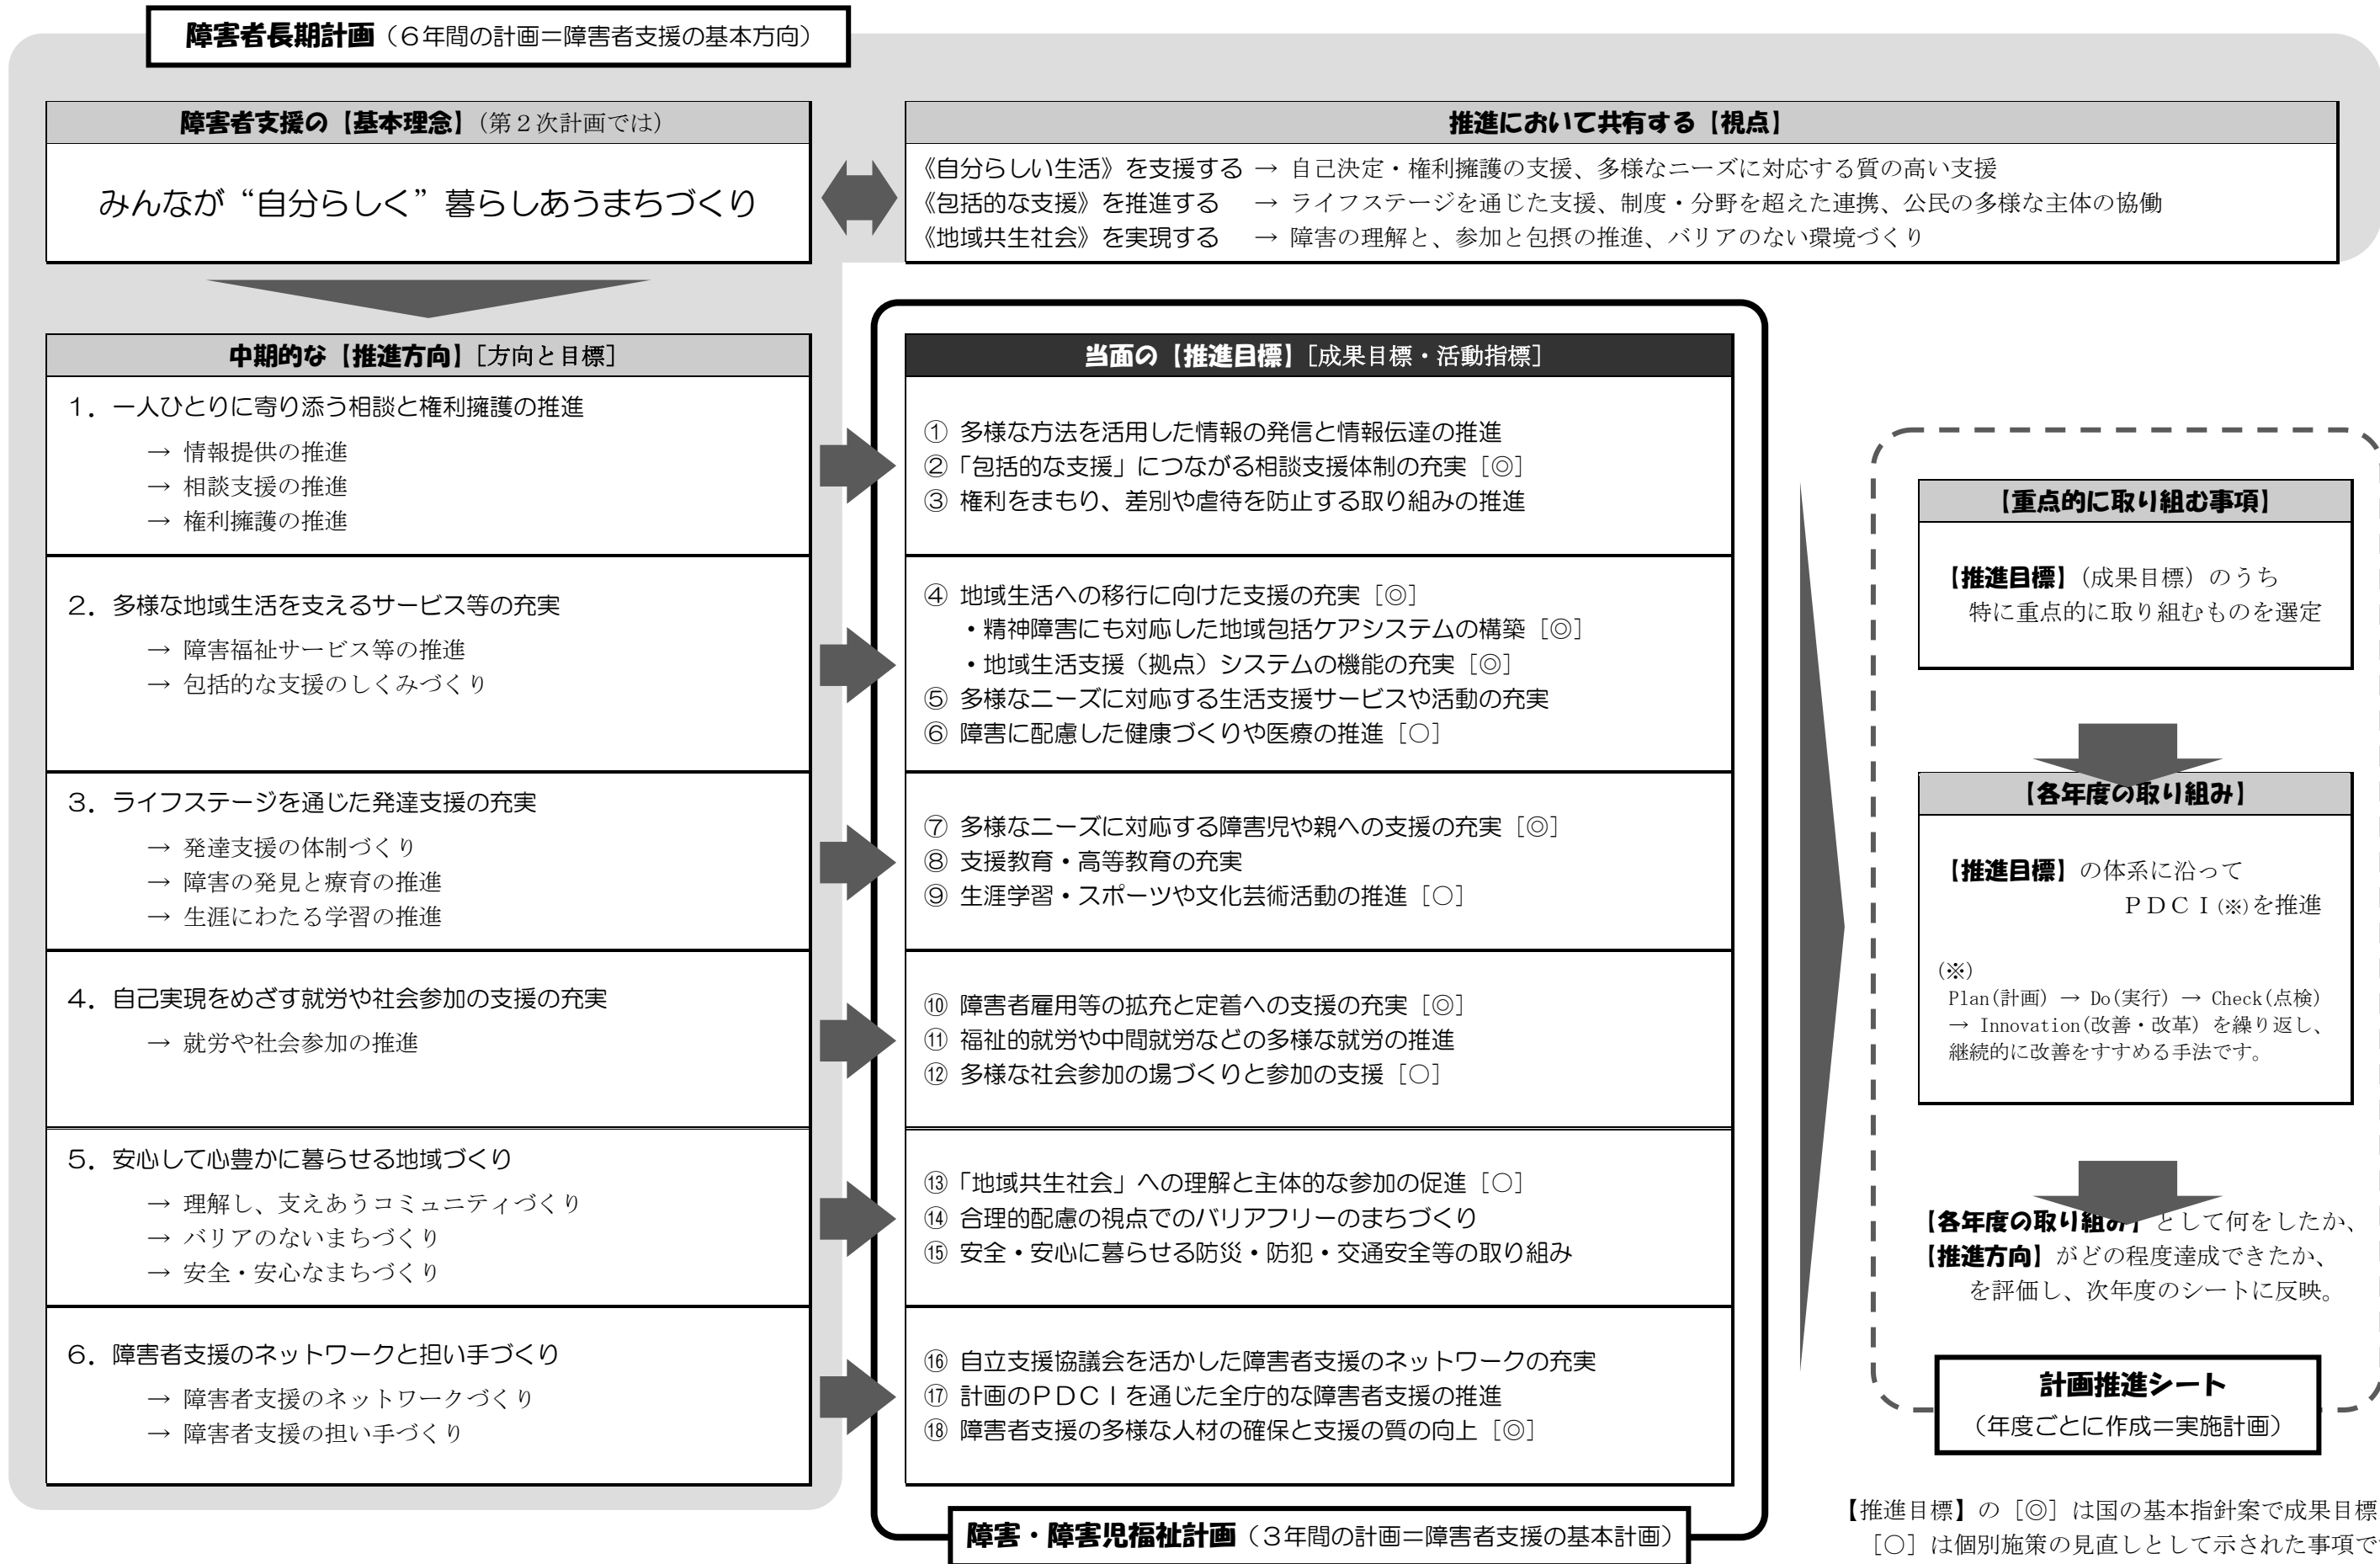 障害者長期計画（６年間の計画＝障害者支援の基本方向）
障害者支援の【基本理念】（第２次計画では）
みんなが“自分らしく”暮らしあうまちづくり
推進において共有する【視点】
《自分らしい生活》を支援する → 自己決定・権利擁護の支援、多様なニーズに対応する質の高い支援
《包括的な支援》を推進する → ライフステージを通じた支援、制度・分野を超えた連携、公民の多様な主体の協働
《地域共生社会》を実現する → 障害の理解と、参加と包摂の推進、バリアのない環境づくり
中期的な【推進方向】［方向と目標］
１．一人ひとりに寄り添う相談と権利擁護の推進
→ 情報提供の推進
→ 相談支援の推進
→ 権利擁護の推進
２．多様な地域生活を支えるサービス等の充実
→ 障害福祉サービス等の推進
→ 包括的な支援のしくみづくり
３．ライフステージを通じた発達支援の充実
→ 発達支援の体制づくり
→ 障害の発見と療育の推進
→ 生涯にわたる学習の推進
４．自己実現をめざす就労や社会参加の支援の充実
→ 就労や社会参加の推進
５．安心して心豊かに暮らせる地域づくり
→ 理解し、支えあうコミュニティづくり
→ バリアのないまちづくり
→ 安全・安心なまちづくり
６．障害者支援のネットワークと担い手づくり
→ 障害者支援のネットワークづくり
→ 障害者支援の担い手づくり
当面の【推進目標】［成果目標・活動指標］
① 多様な方法を活用した情報の発信と情報伝達の推進
②「包括的な支援」につながる相談支援体制の充実［◎］
③ 権利をまもり、差別や虐待を防止する取り組みの推進
④ 地域生活への移行に向けた支援の充実［◎］
・精神障害にも対応した地域包括ケアシステムの構築［◎］
・地域生活支援（拠点）システムの機能の充実［◎］
⑤ 多様なニーズに対応する生活支援サービスや活動の充実
⑥ 障害に配慮した健康づくりや医療の推進［○］
⑦ 多様なニーズに対応する障害児や親への支援の充実［◎］
⑧ 支援教育・高等教育の充実
⑨ 生涯学習・スポーツや文化芸術活動の推進［○］
⑩ 障害者雇用等の拡充と定着への支援の充実［◎］
⑪ 福祉的就労や中間就労などの多様な就労の推進
⑫ 多様な社会参加の場づくりと参加の支援［○］
⑬「地域共生社会」への理解と主体的な参加の促進［○］
⑭ 合理的配慮の視点でのバリアフリーのまちづくり
⑮ 安全・安心に暮らせる防災・防犯・交通安全等の取り組み
⑯ 自立支援協議会を活かした障害者支援のネットワークの充実
⑰ 計画のＰＤＣＩを通じた全庁的な障害者支援の推進
⑱ 障害者支援の多様な人材の確保と支援の質の向上［◎］
障害・障害児福祉計画（３年間の計画＝障害者支援の基本計画）
【重点的に取り組む事項】
【推進目標】（成果目標）のうち
特に重点的に取り組むものを選定
【各年度の取り組み】
【推進目標】の体系に沿って
ＰＤＣＩ(※)を推進
(※)
Plan(計画) → Do(実行) → Check(点検)
→ Innovation(改善・改革) を繰り返し、
継続的に改善をすすめる手法です。
【各年度の取り組み】として何をしたか、
【推進方向】がどの程度達成できたか、
を評価し、次年度のシートに反映。
計画推進シート
（年度ごとに作成＝実施計画）
【推進目標】の［◎］は国の基本指針案で成果目標
［○］は個別施策の見直しとして示された事項で